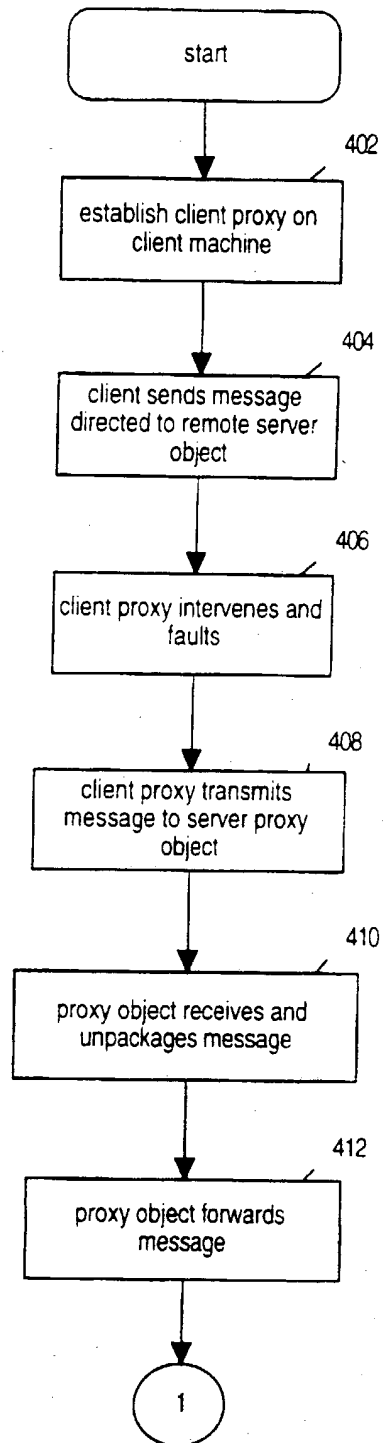 start
402
establish client proxy on
client machine
404
client sends message
directed to remote server
object
406
client proxy intervenes and
faults
408
client proxy transmits
message to server proxy
object
410
proxy object receives and
unpackages message
412
proxy object forwards
message
1